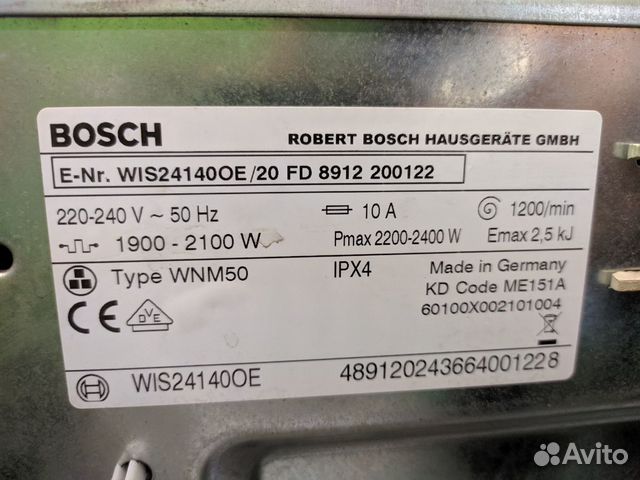 BOSCH
ROBERT BOSCH HAUSGERÄTE GMBH
E-Nr. WIS24140OE/20 FD 8912 200122
220-240 V ~ 50 Hz 10 A 1200/min
1900 - 2100 W Pmax 2200-2400 W Emax 2,5 kJ
Type WNM50 IPX4 Made in Germany
KD Code ME151A
60100X002101004
CE DVE
WIS24140OE 489120243664001228
Avito